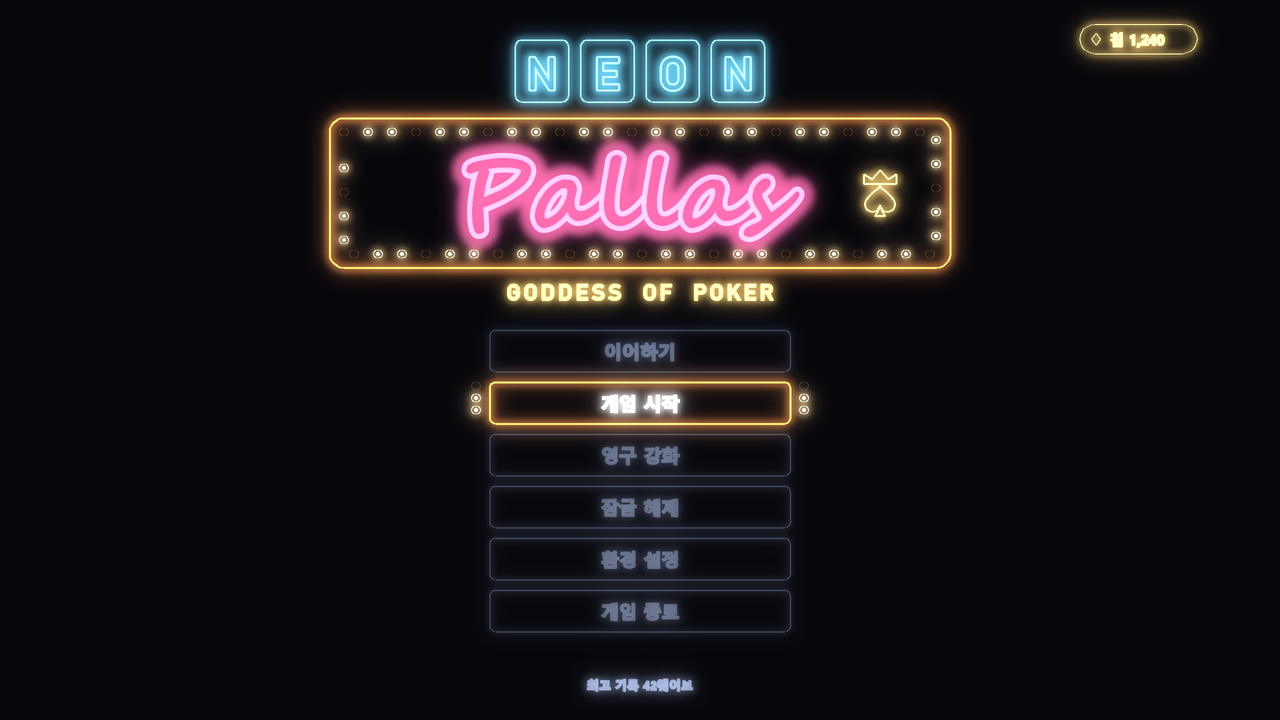 NEON
칩 1,240
Pallas
GODDESS OF POKER
이어하기
게임 시작
영구 강화
잠금 해제
환경 설정
게임 종료
최고 기록 42웨이브